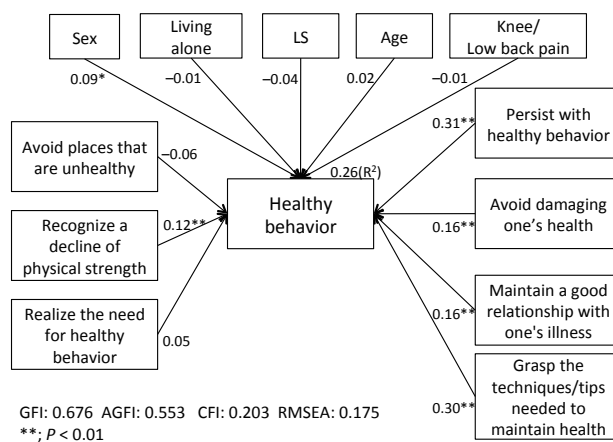 Sex
Living
alone
LS
Age
Knee/
Low back pain
0.09*
−0.01
−0.04
0.02
−0.01
Avoid places that
are unhealthy
−0.06
Recognize a
decline of
physical strength
0.12**
Realize the need
for healthy
behavior
0.05
0.26(R²)
Healthy
behavior
0.31**
Persist with
healthy behavior
0.16**
Avoid damaging
one’s health
0.16**
Maintain a good
relationship with
one's illness
0.30**
Grasp the
techniques/tips
needed to
maintain health
GFI: 0.676 AGFI: 0.553 CFI: 0.203 RMSEA: 0.175
**; P < 0.01